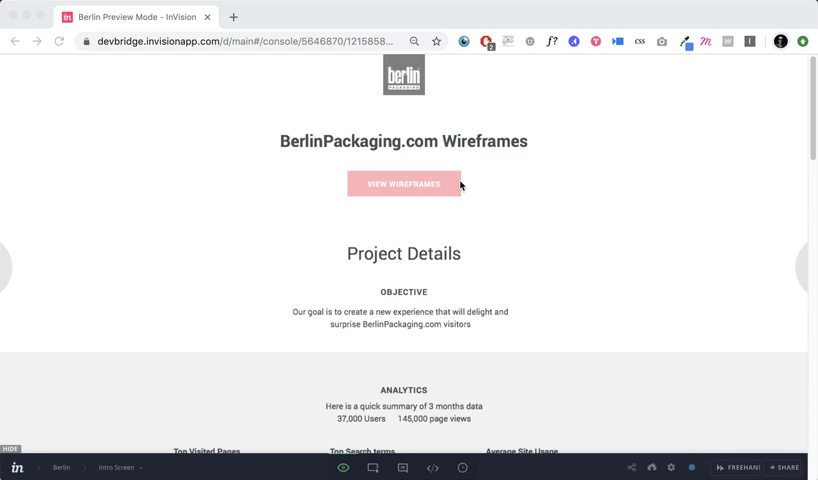 Berlin Preview Mode - InVision
devbridge.invisionapp.com/d/main#/console/5646870/1215858...
2
f?
A
T
css
m
W
I
berlin
PACKAGING
BerlinPackaging.com Wireframes
VIEW WIREFRAMES
Project Details
OBJECTIVE
Our goal is to create a new experience that will delight and
surprise BerlinPackaging.com visitors
ANALYTICS
Here is a quick summary of 3 months data
37,000 Users 145,000 page views
Top Visited Pages Top Search terms Average Site Usage
HIDE
in Berlin Intro Screen FREEHAND SHARE